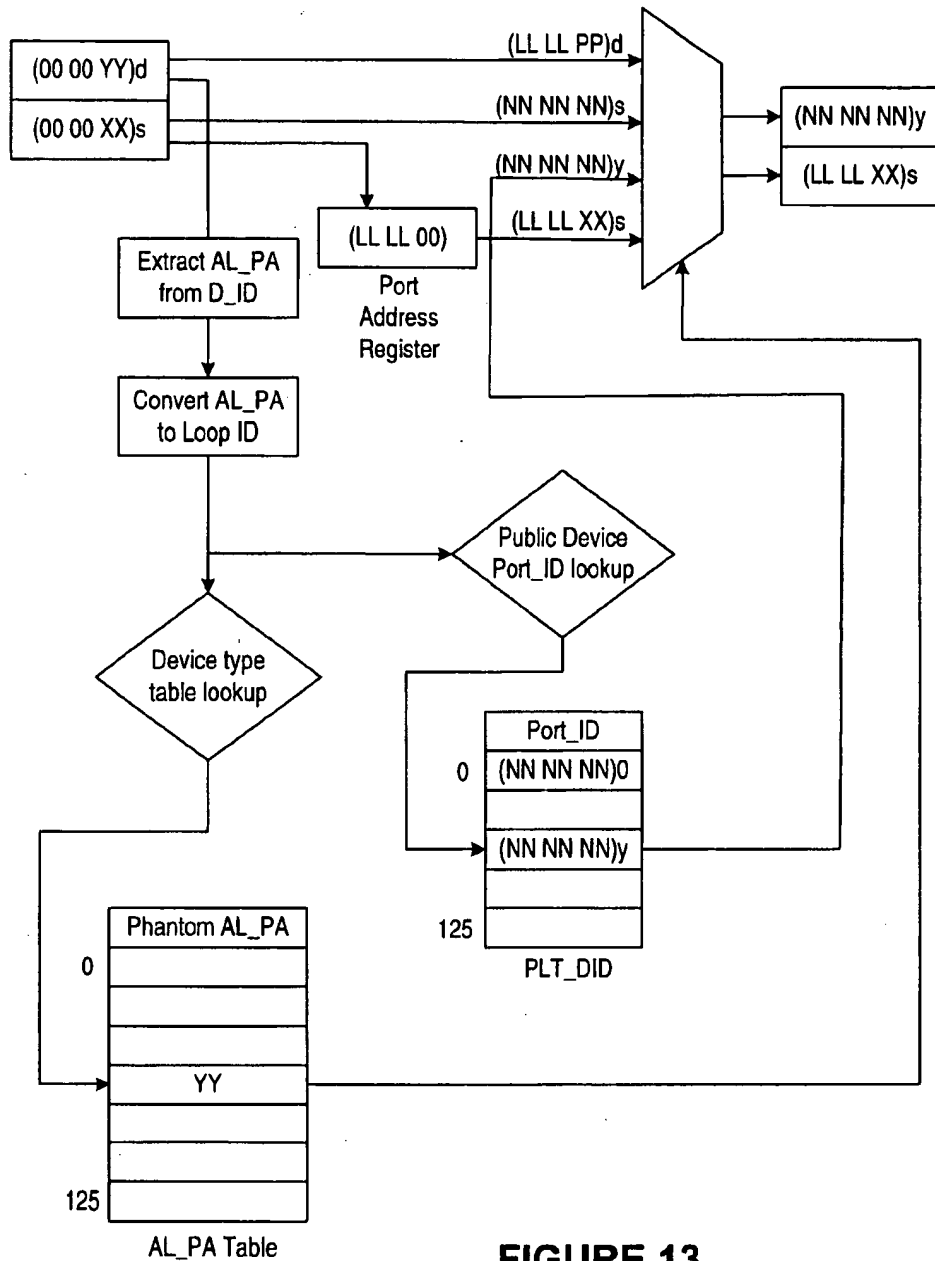 (00 00 YY)d
(00 00 XX)s
(LL LL PP)d
(NN NN NN)s
(NN NN NN)y
(LL LL XX)s
(NN NN NN)y
(LL LL XX)s
(LL LL 00)
Port
Address
Register
Extract AL_PA
from D_ID
Convert AL_PA
to Loop ID
Public Device
Port_ID lookup
Device type
table lookup
Port_ID
0
(NN NN NN)0
(NN NN NN)y
125
PLT_DID
Phantom AL_PA
0
YY
125
AL_PA Table
FIGURE 13